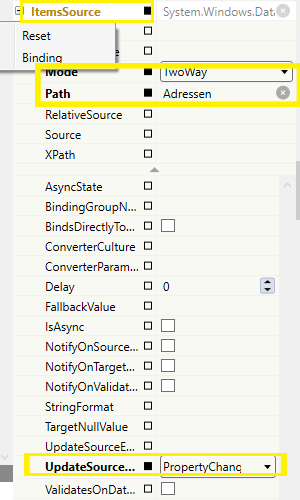 ItemsSource System.Windows.Data
Reset
Binding
Mode TwoWay
Path Adressen
RelativeSource
Source
XPath
AsyncState
BindingGroupN...
BindsDirectlyTo...
ConverterCulture
ConverterParam...
Delay 0
FallbackValue
IsAsync
NotifyOnSource...
NotifyOnTarget...
NotifyOnValidat...
StringFormat
TargetNullValue
UpdateSourceE...
UpdateSource... PropertyChang
ValidatesOnDat...